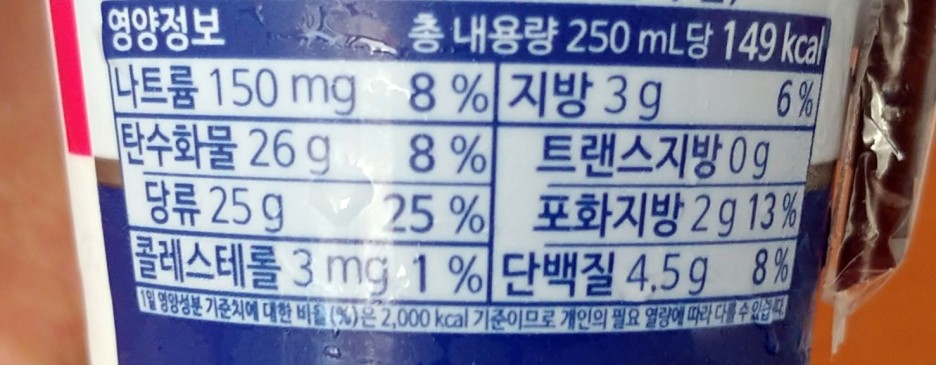 영양정보 총 내용량 250 mL당 149 kcal
나트륨 150 mg 8 % 지방 3 g 6 %
탄수화물 26 g 8 % 트랜스지방 0 g
당류 25 g 25 % 포화지방 2 g 13 %
콜레스테롤 3 mg 1 % 단백질 4.5 g 8 %
1일 영양성분 기준치에 대한 비율(%)은 2,000 kcal 기준이므로 개인의 필요 열량에 따라 다를 수 있습니다.